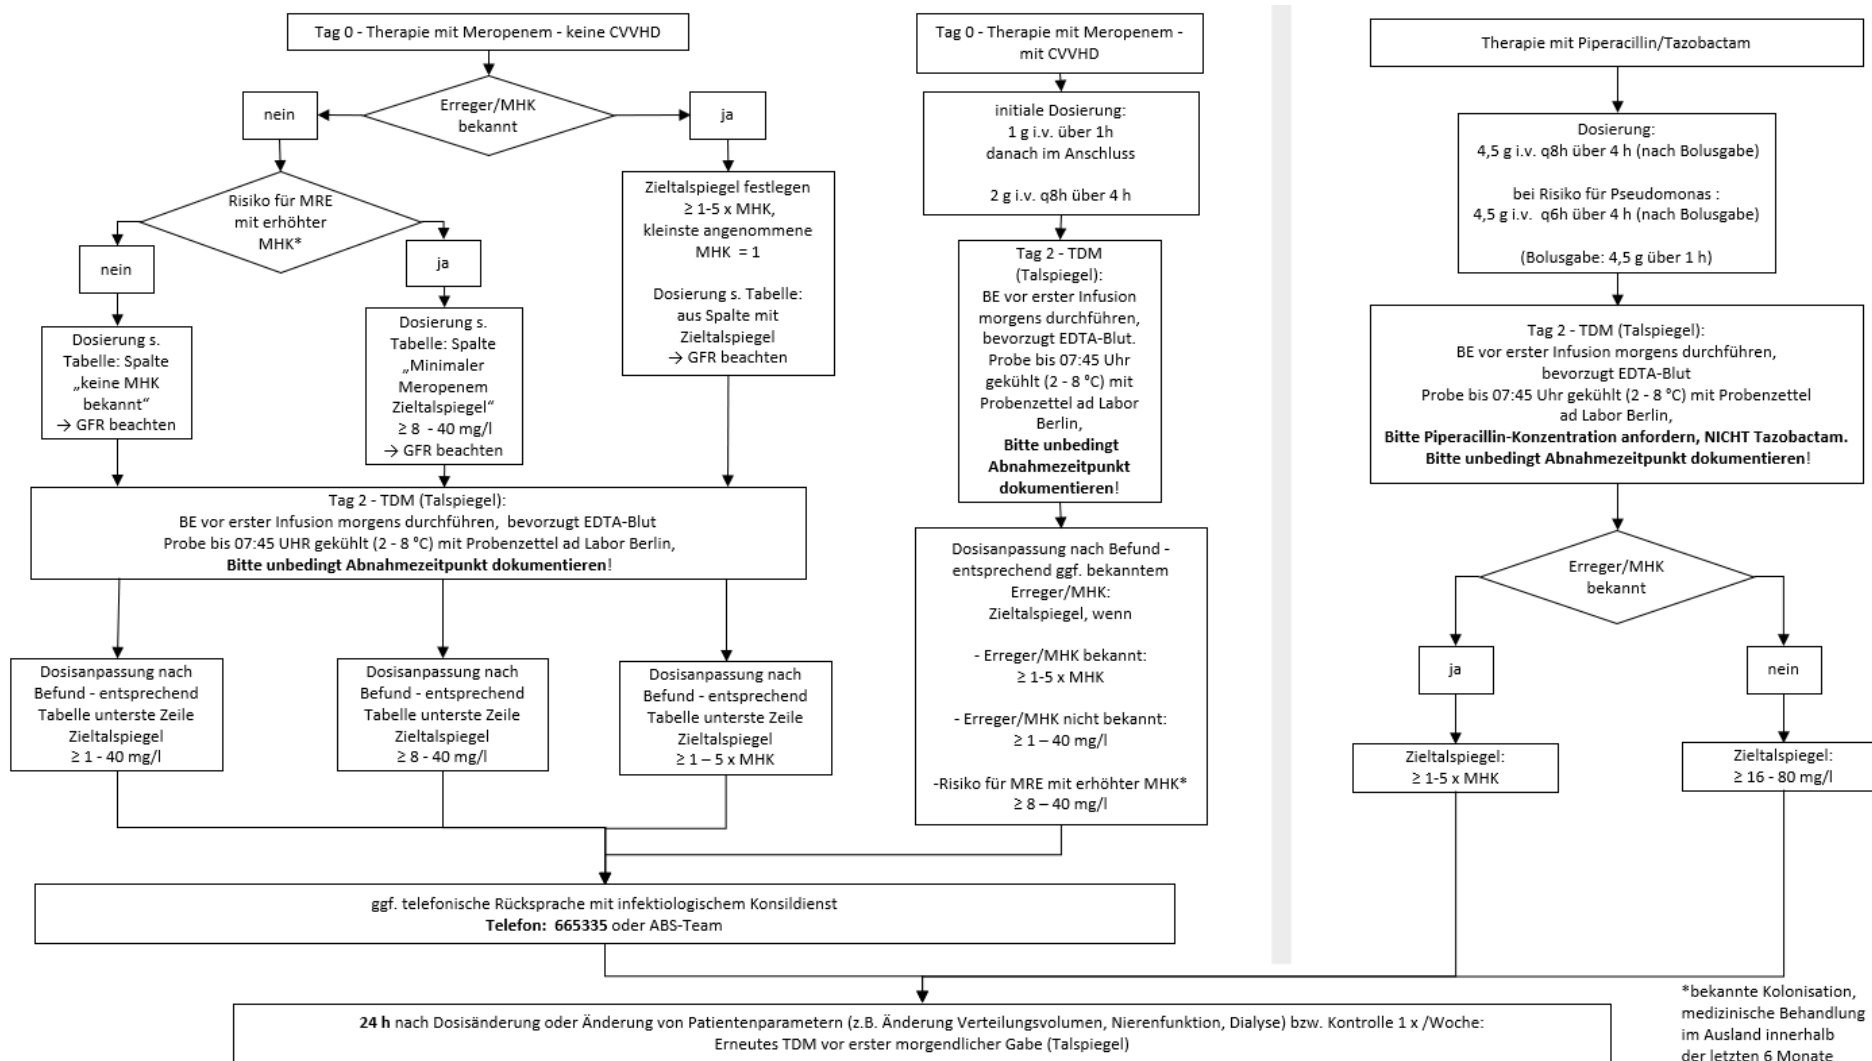 Tag 0 - Therapie mit Meropenem - keine CVVHD
Erreger/MHK
bekannt
nein
ja
Risiko für MRE
mit erhöhter
MHK*
nein
ja
Zieltalspiegel festlegen
≥ 1-5 x MHK,
kleinste angenommene
MHK = 1
Dosierung s. Tabelle:
aus Spalte mit
Zieltalspiegel
→ GFR beachten
Dosierung s.
Tabelle: Spalte
„keine MHK
bekannt“
→ GFR beachten
Dosierung s.
Tabelle: Spalte
„Minimaler
Meropenem
Zieltalspiegel“
≥ 8 - 40 mg/l
→ GFR beachten
Tag 2 - TDM (Talspiegel):
BE vor erster Infusion morgens durchführen, bevorzugt EDTA-Blut
Probe bis 07:45 UHR gekühlt (2 - 8 °C) mit Probenzettel ad Labor Berlin,
Bitte unbedingt Abnahmezeitpunkt dokumentieren!
Dosisanpassung nach
Befund - entsprechend
Tabelle unterste Zeile
Zieltalspiegel
≥ 1 - 40 mg/l
Dosisanpassung nach
Befund - entsprechend
Tabelle unterste Zeile
Zieltalspiegel
≥ 8 - 40 mg/l
Dosisanpassung nach
Befund - entsprechend
Tabelle unterste Zeile
Zieltalspiegel
≥ 1 – 5 x MHK
Tag 0 - Therapie mit Meropenem -
mit CVVHD
initiale Dosierung:
1 g i.v. über 1h
danach im Anschluss
2 g i.v. q8h über 4 h
Tag 2 - TDM
(Talspiegel):
BE vor erster Infusion
morgens durchführen,
bevorzugt EDTA-Blut.
Probe bis 07:45 Uhr
gekühlt (2 - 8 °C) mit
Probenzettel ad Labor
Berlin,
Bitte unbedingt
Abnahmezeitpunkt
dokumentieren!
Dosisanpassung nach Befund -
entsprechend ggf. bekanntem
Erreger/MHK:
Zieltalspiegel, wenn
- Erreger/MHK bekannt:
≥ 1-5 x MHK
- Erreger/MHK nicht bekannt:
≥ 1 – 40 mg/l
-Risiko für MRE mit erhöhter MHK*
≥ 8 – 40 mg/l
ggf. telefonische Rücksprache mit infektiologischem Konsildienst
Telefon: 665335 oder ABS-Team
Therapie mit Piperacillin/Tazobactam
Dosierung:
4,5 g i.v. q8h über 4 h (nach Bolusgabe)
bei Risiko für Pseudomonas :
4,5 g i.v. q6h über 4 h (nach Bolusgabe)
(Bolusgabe: 4,5 g über 1 h)
Tag 2 - TDM (Talspiegel):
BE vor erster Infusion morgens durchführen,
bevorzugt EDTA-Blut
Probe bis 07:45 Uhr gekühlt (2 - 8 °C) mit Probenzettel
ad Labor Berlin,
Bitte Piperacillin-Konzentration anfordern, NICHT Tazobactam.
Bitte unbedingt Abnahmezeitpunkt dokumentieren!
Erreger/MHK
bekannt
ja
nein
Zieltalspiegel:
≥ 1-5 x MHK
Zieltalspiegel:
≥ 16 - 80 mg/l
24 h nach Dosisänderung oder Änderung von Patientenparametern (z.B. Änderung Verteilungsvolumen, Nierenfunktion, Dialyse) bzw. Kontrolle 1 x /Woche:
Erneutes TDM vor erster morgendlicher Gabe (Talspiegel)
*bekannte Kolonisation,
medizinische Behandlung
im Ausland innerhalb
der letzten 6 Monate